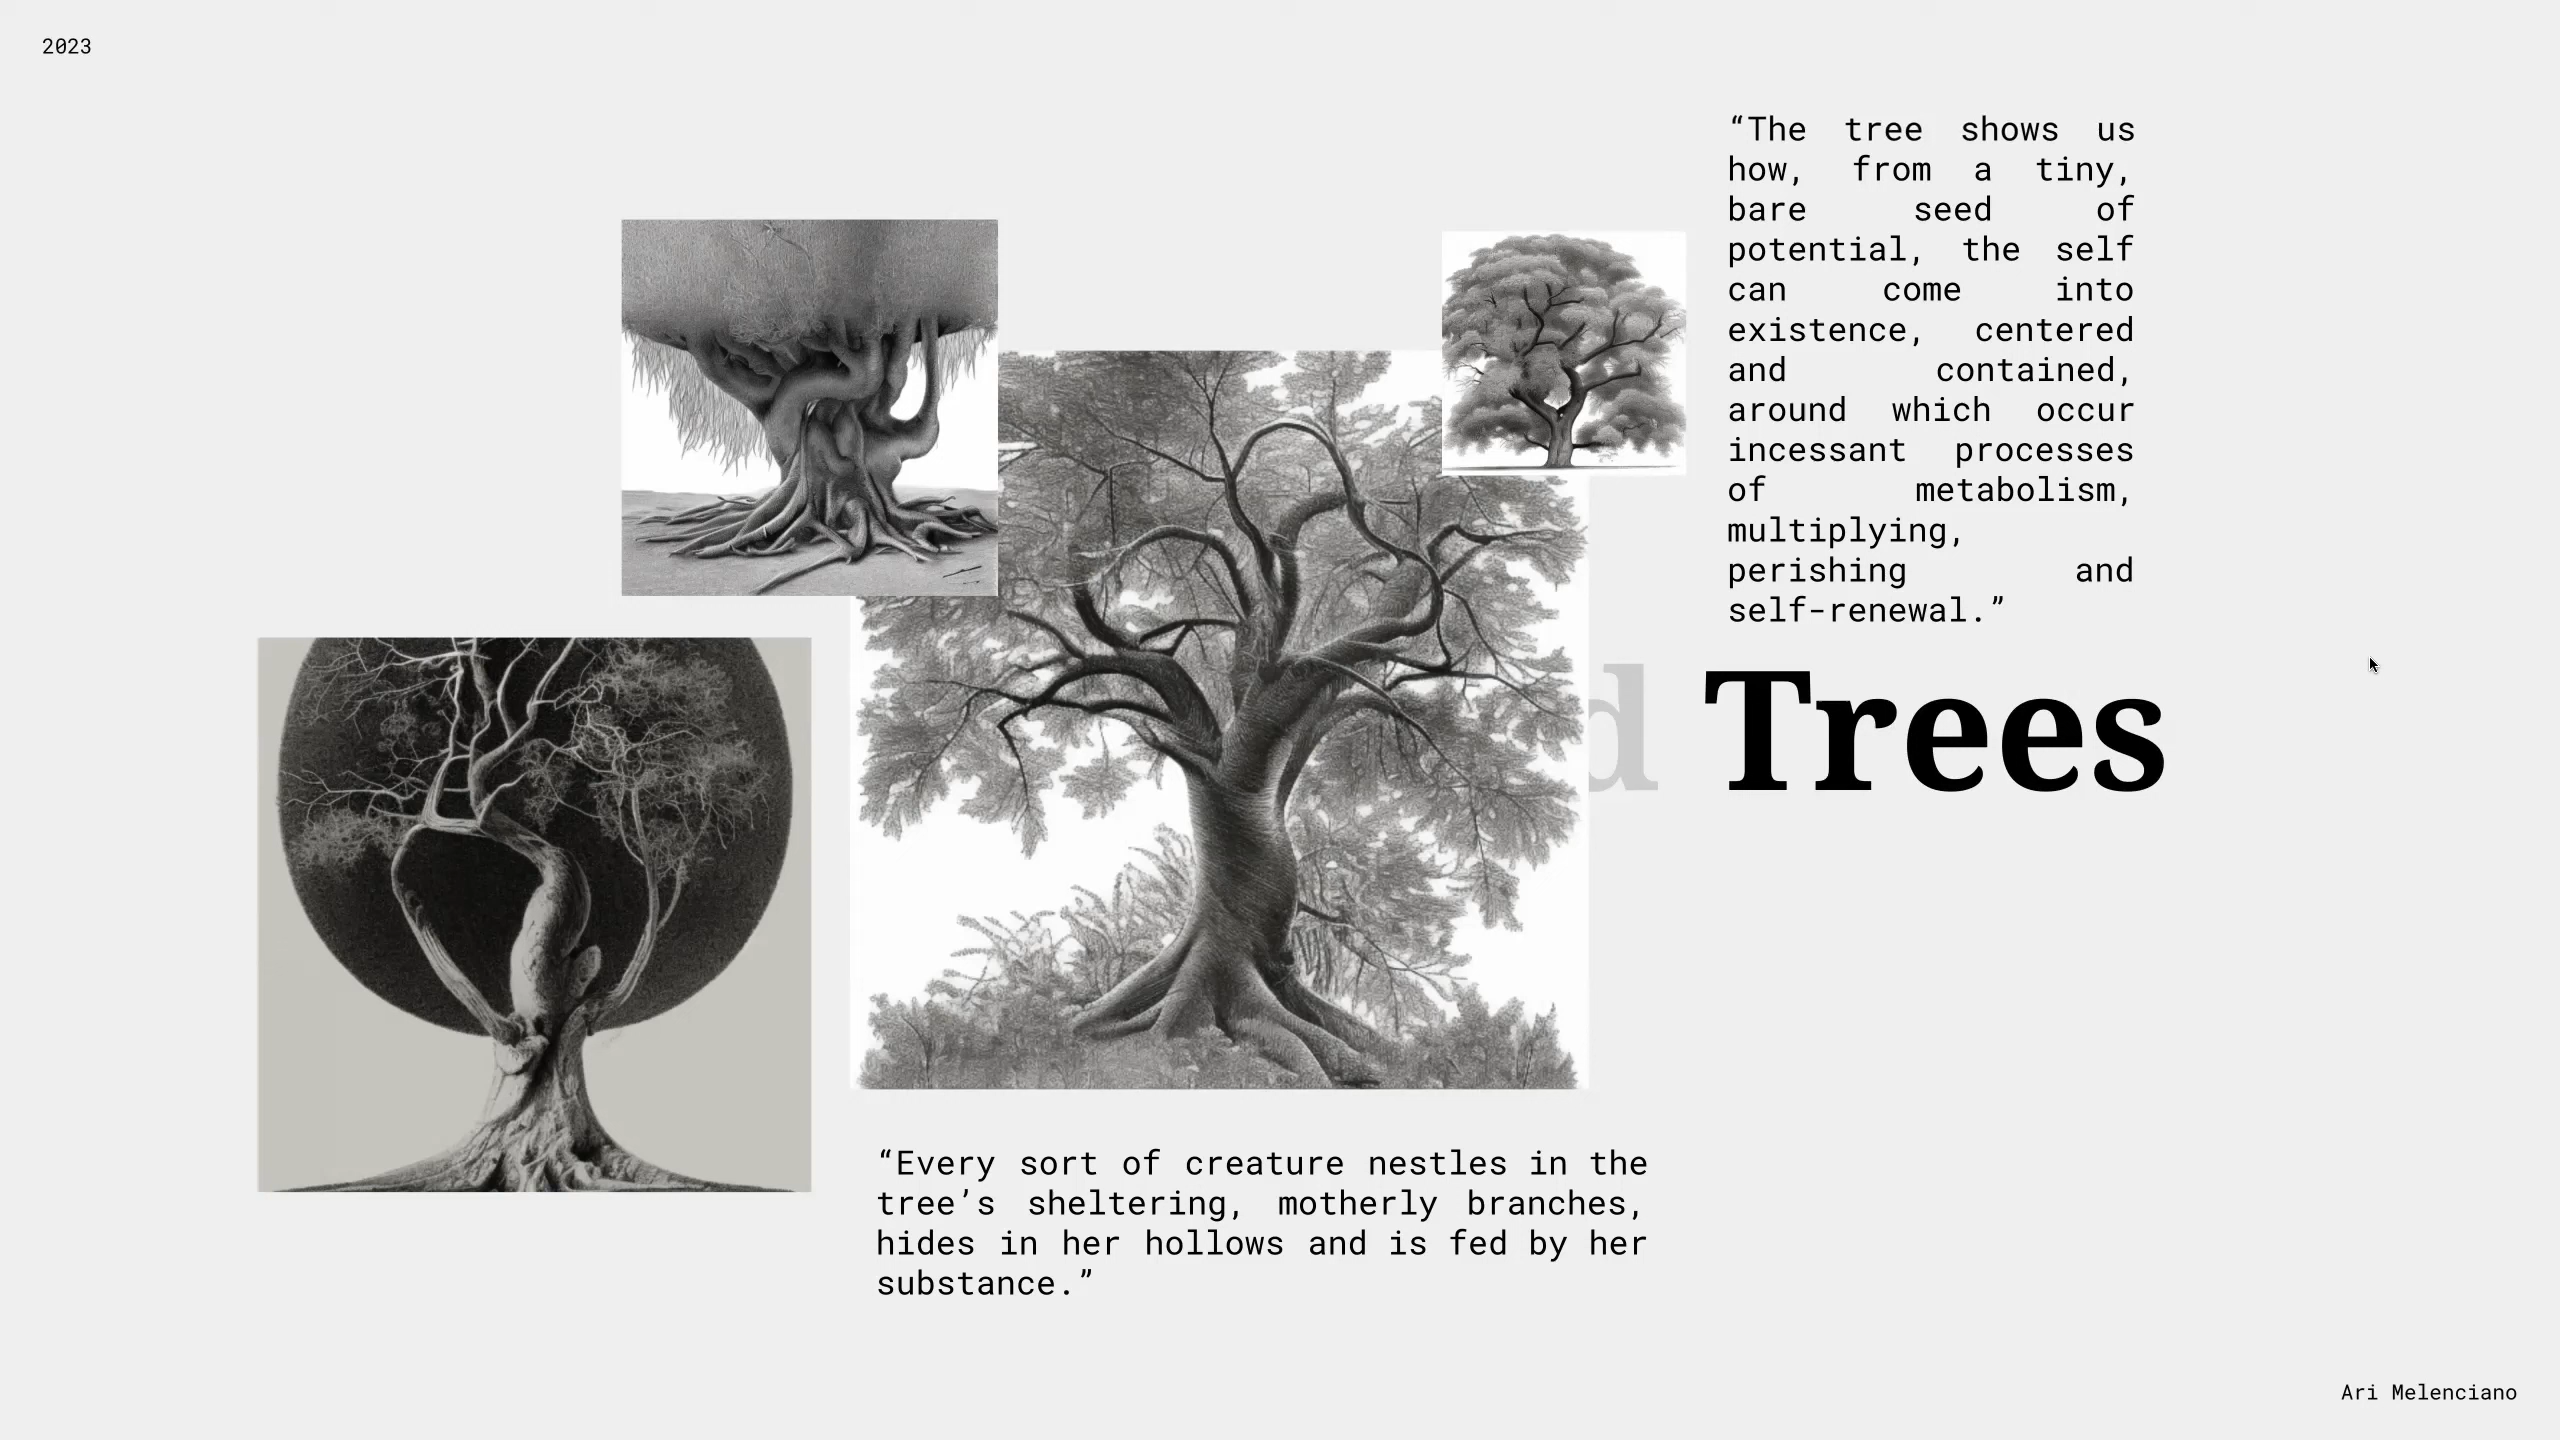 2023
“The tree shows us
how, from a tiny,
bare seed of
potential, the self
can come into
existence, centered
and contained,
around which occur
incessant processes
of metabolism,
multiplying,
perishing and
self-renewal.”
d Trees
“Every sort of creature nestles in the
tree’s sheltering, motherly branches,
hides in her hollows and is fed by her
substance.”
Ari Melenciano